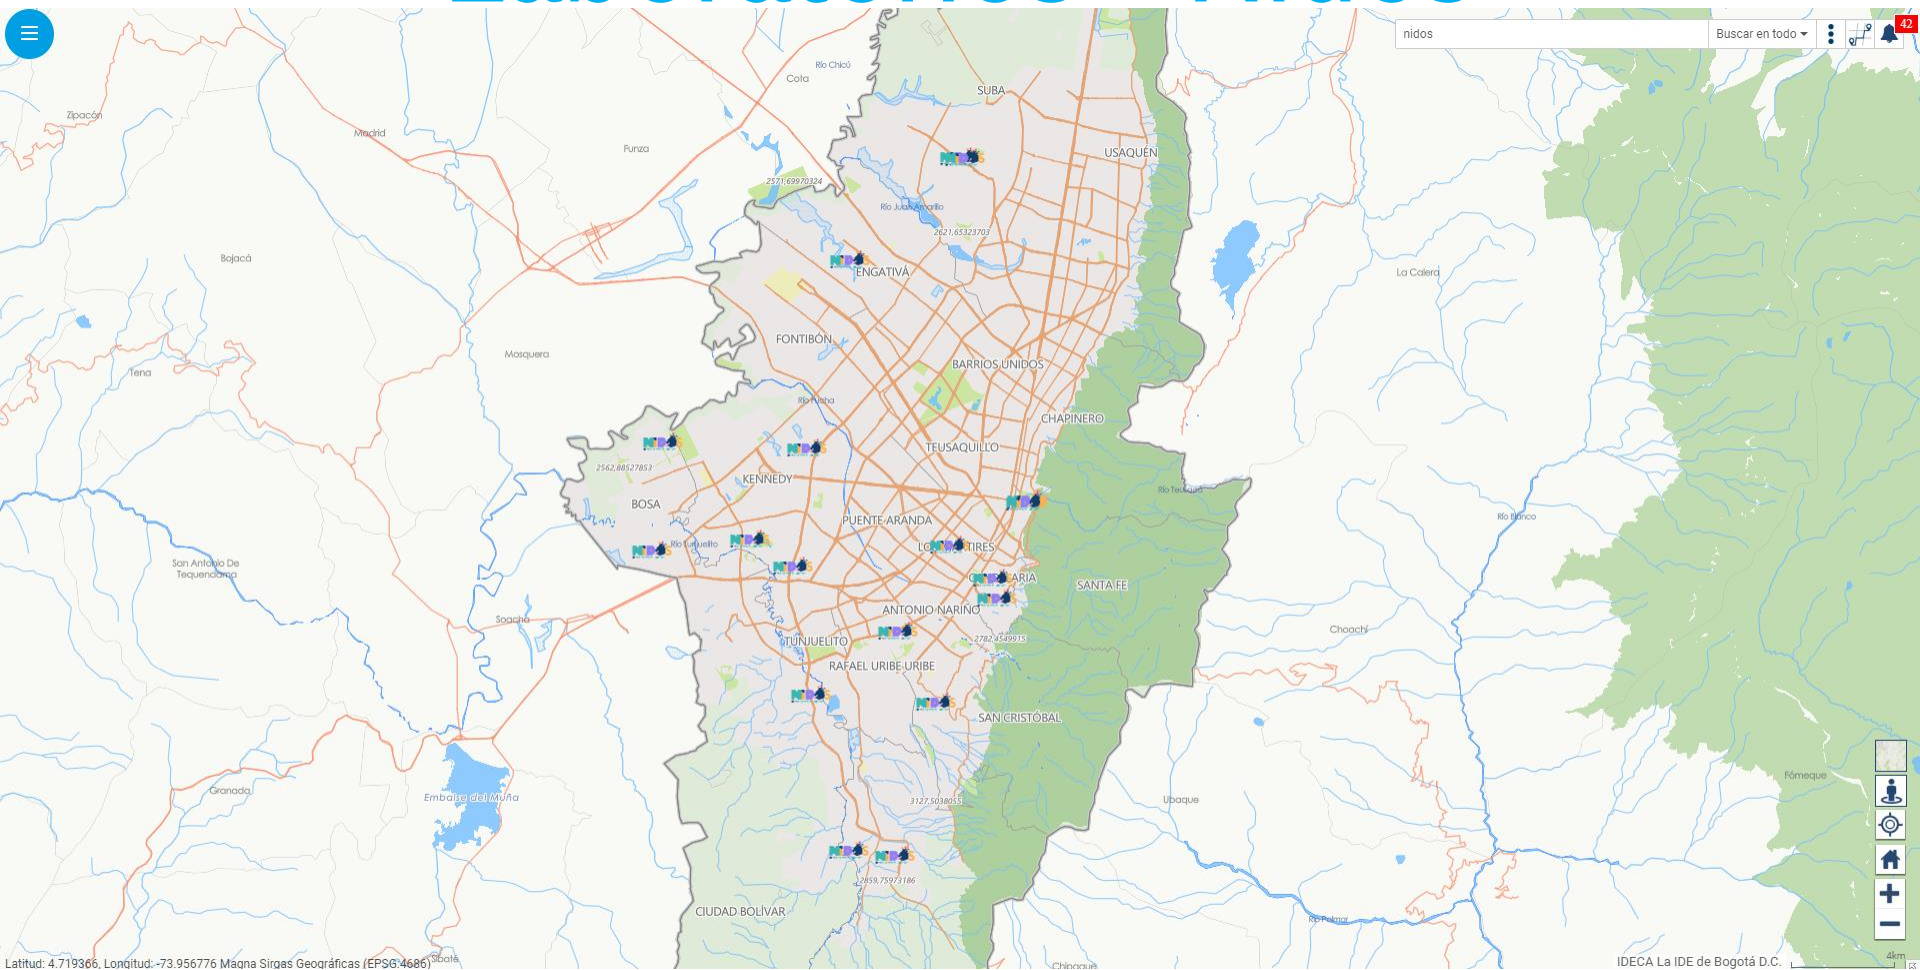 nidos
Buscar en todo
42
Río Chicú
Cota
SUBA
Zipacón
Madrid
Funza
USAQUÉN
2571,69970324
Río Juan Amarillo
2621,65323703
Bojacá
ENGATIVÁ
La Calera
FONTIBÓN
Mosquera
BARRIOS UNIDOS
Tena
Río Fucha
CHAPINERO
TEUSAQUILLO
2562,88527853
KENNEDY
Río Teusacá
BOSA
Río Blanco
PUENTE ARANDA
Río Tunjuelito
San Antonio De
Tequendama
SANTA FE
ANTONIO NARIÑO
Soacha
Choachí
2782,4549915
TUNJUELITO
RAFAEL URIBE URIBE
SAN CRISTÓBAL
Fómeque
Granada
Embalse del Muña
3127,5038055
Ubaque
2859,75973186
CIUDAD BOLÍVAR
Río Palmar
Sibaté
Chipaque
4km
Latitud: 4.719366, Longitud: -73.956776 Magna Sirgas Geográficas (EPSG:4686)
IDECA La IDE de Bogotá D.C.